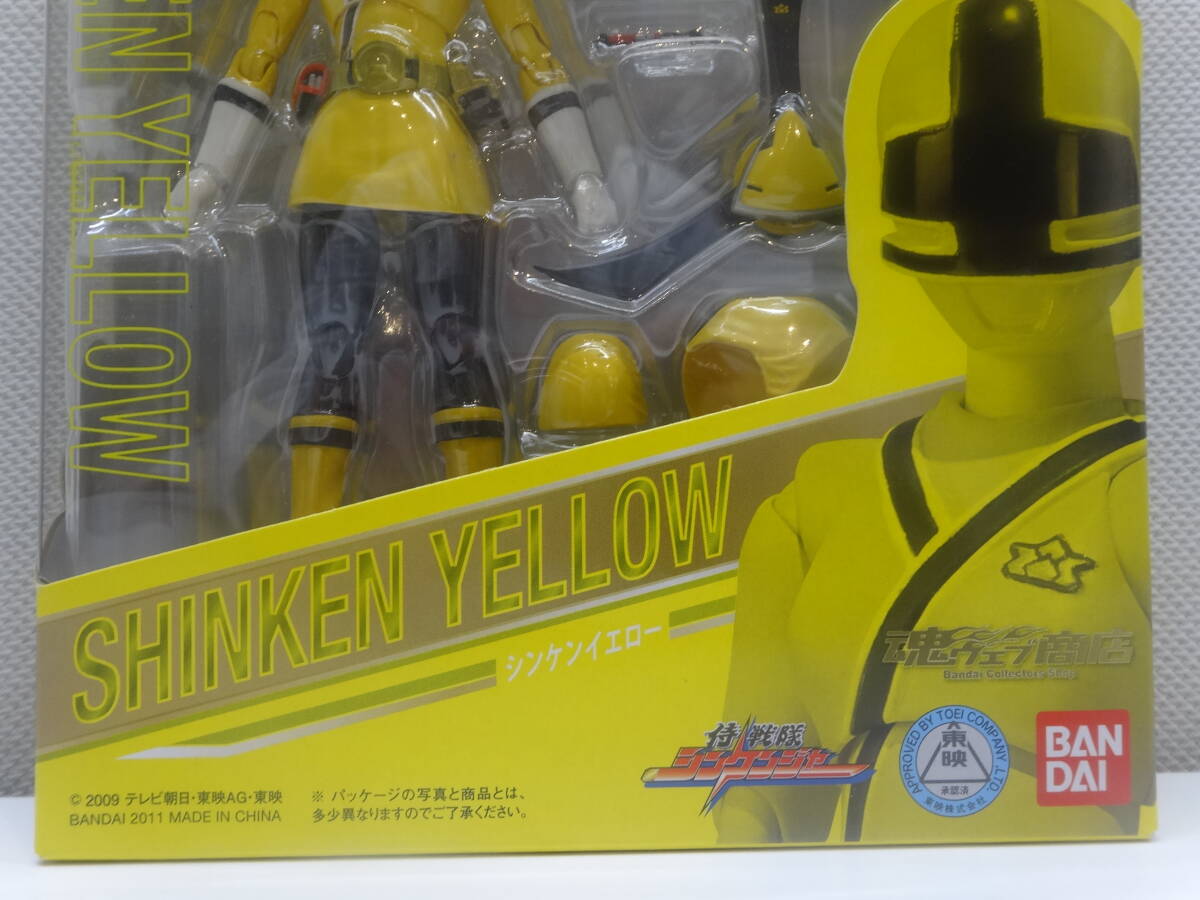 EN YELLOW
SHINKEN YELLOW
シンケンイエロー
魂ウェブ商店
Bandai Collectors Shop
侍戦隊
シンケンジャー
APPROVED BY TOEI COMPANY, LTD.
東映
承認済
東映株式会社
BAN
DAI
© 2009 テレビ朝日・東映AG・東映
BANDAI 2011 MADE IN CHINA
※ パッケージの写真と商品とは、
多少異なりますのでご了承ください。